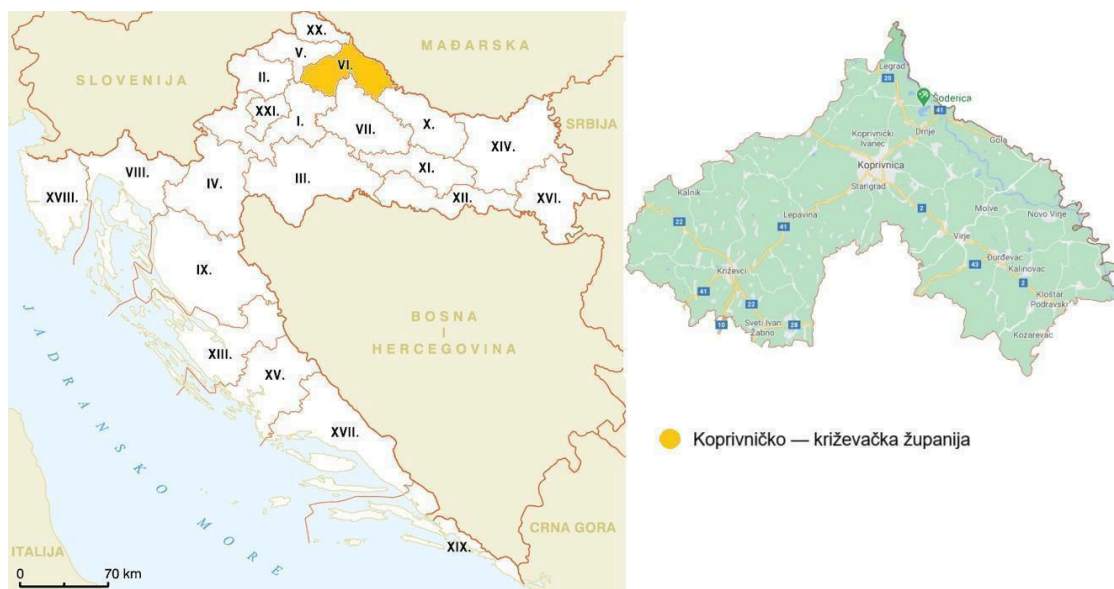 XX.
MAĐARSKA
V.
SLOVENIJA
VI.
II.
XXI.
I.
VII.
X.
SRBIJA
XIV.
VIII.
XI.
XVIII.
IV.
III.
XII.
XVI.
IX.
BOSNA
I
HERCEGOVINA
XIII.
XV.
JADRANSKO MORE
XVII.
CRNA GORA
ITALIJA
XIX.
0 70 km
Legrad
20
Šoderica
41
Koprivnički
Ivanec
Drnje
Gola
Koprivnica
Starigrad
Kalnik
2
Molve
Novo Virje
Lepavina
22
41
Virje
Đurđevac
43
Kalinovac
2
Križevci
Kloštar
Podravski
41
22
10
Sveti Ivan
Žabno
28
Kozarevac
Koprivničko — križevačka županija